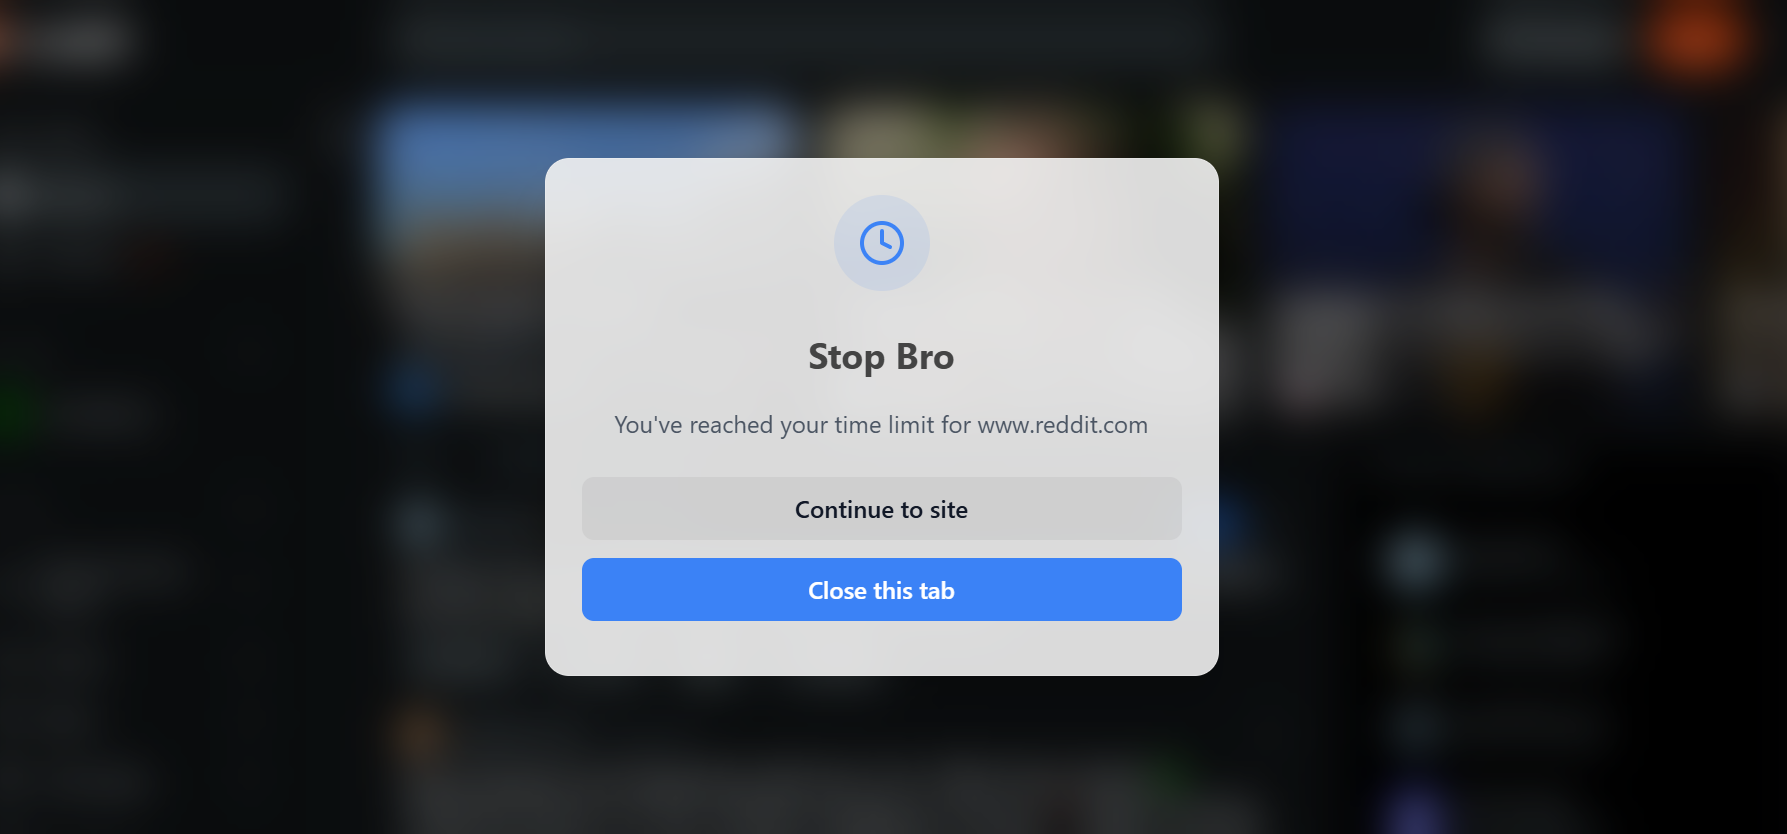 Stop Bro
You've reached your time limit for www.reddit.com
Continue to site
Close this tab